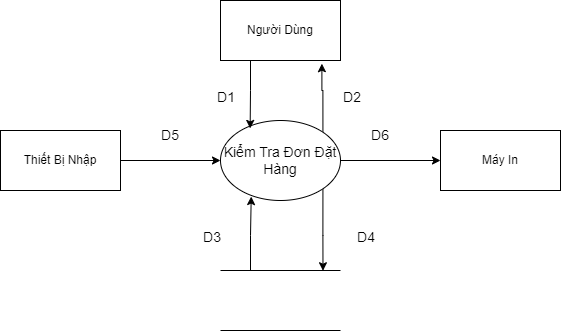 Người Dùng
D1
D2
Thiết Bị Nhập
D5
Kiểm Tra Đơn Đặt
Hàng
D6
Máy In
D3
D4